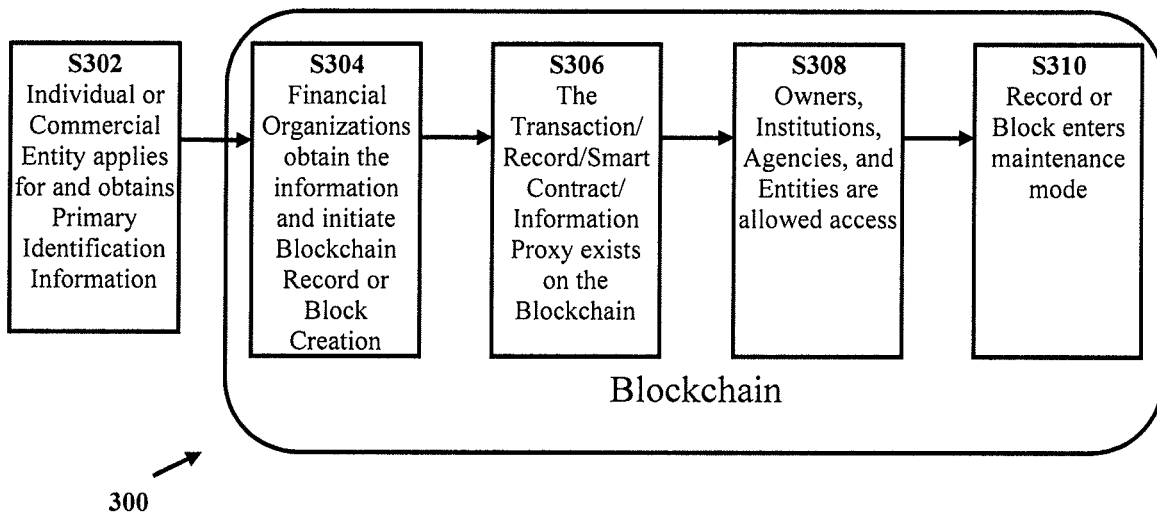 S302
Individual or
Commercial
Entity applies
for and obtains
Primary
Identification
Information
S304
Financial
Organizations
obtain the
information
and initiate
Blockchain
Record or
Block
Creation
S306
The
Transaction/
Record/Smart
Contract/
Information
Proxy exists
on the
Blockchain
S308
Owners,
Institutions,
Agencies, and
Entities are
allowed access
S310
Record or
Block enters
maintenance
mode
Blockchain
300